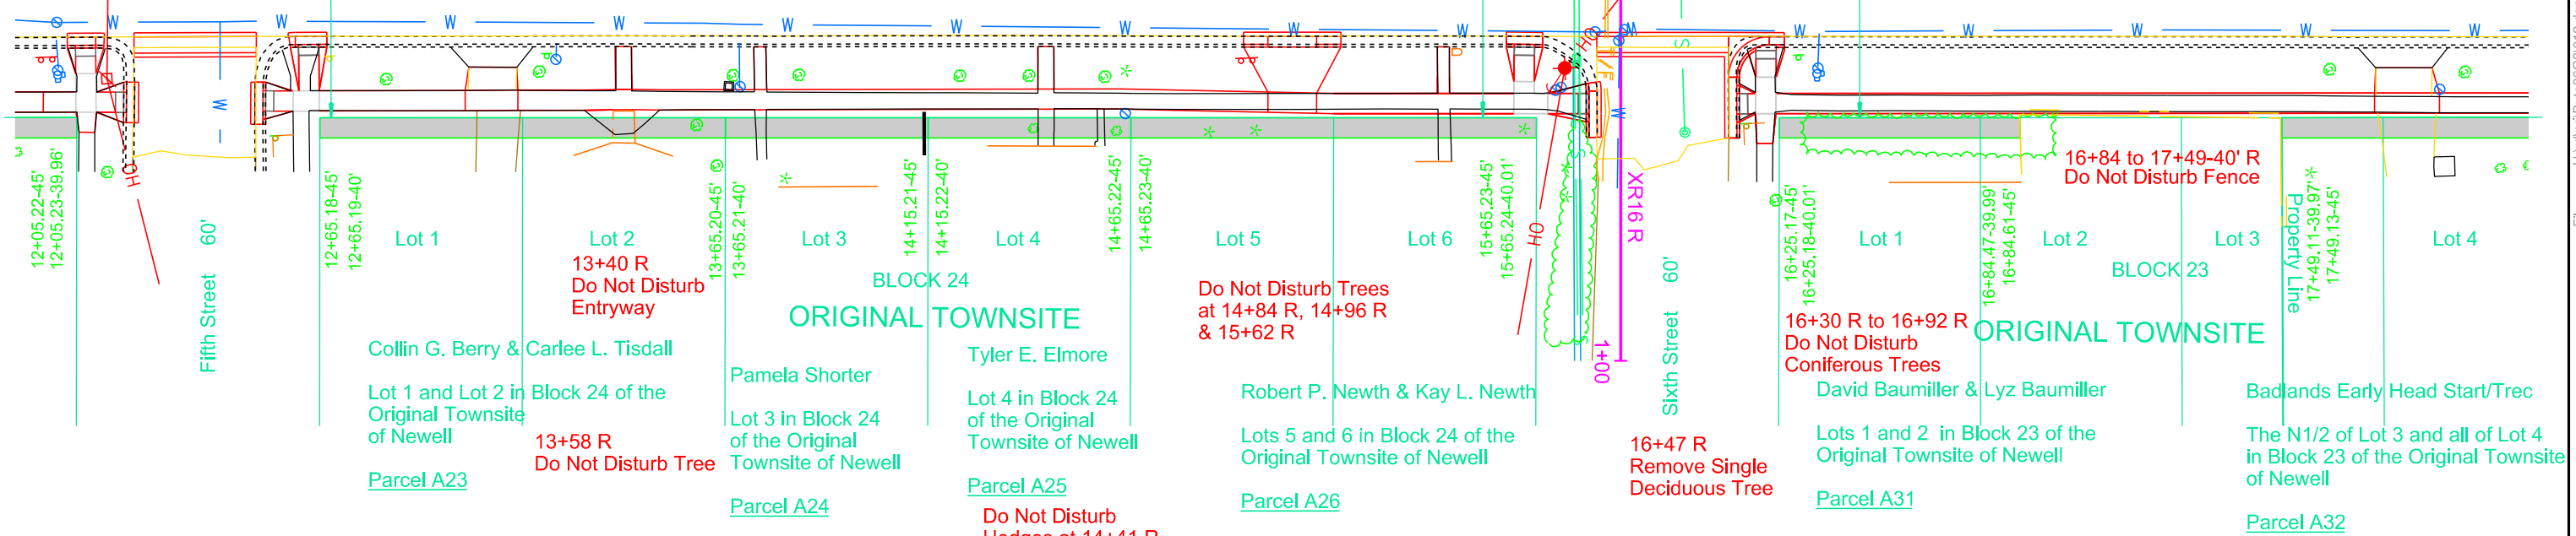 W W W W W W W W W W W W W W
S
OH
W
OH
S
W
12+05.22-45'
12+05.23-39.96'
Fifth Street 60'
12+65.18-45'
12+65.19-40'
Lot 1
Lot 2
13+40 R
Do Not Disturb
Entryway
13+65.20-45'
13+65.21-40'
Lot 3
14+15.21-45'
14+15.22-40'
Lot 4
BLOCK 24
ORIGINAL TOWNSITE
14+65.22-45'
14+65.23-40'
Lot 5
Lot 6
Do Not Disturb Trees
at 14+84 R, 14+96 R
& 15+62 R
15+65.23-45'
15+65.24-40.01'
OH
XR16 R
1+00
Sixth Street 60'
16+25.17-45'
16+25.18-40.01'
Lot 1
16+84.47-39.99'
16+84.61-45'
16+84 to 17+49-40' R
Do Not Disturb Fence
Lot 2
Lot 3
BLOCK 23
Property Line
17+49.11-39.97'
17+49.13-45'
Lot 4
16+30 R to 16+92 R
Do Not Disturb
Coniferous Trees
ORIGINAL TOWNSITE
Collin G. Berry & Carlee L. Tisdall
Lot 1 and Lot 2 in Block 24 of the
Original Townsite
of Newell
Parcel A23
13+58 R
Do Not Disturb Tree
Pamela Shorter
Lot 3 in Block 24
of the Original
Townsite of Newell
Parcel A24
Tyler E. Elmore
Lot 4 in Block 24
of the Original
Townsite of Newell
Parcel A25
Do Not Disturb
Hedges at 14+41 R
Robert P. Newth & Kay L. Newth
Lots 5 and 6 in Block 24 of the
Original Townsite of Newell
Parcel A26
16+47 R
Remove Single
Deciduous Tree
David Baumiller & Lyz Baumiller
Lots 1 and 2 in Block 23 of the
Original Townsite of Newell
Parcel A31
Badlands Early Head Start/Trec
The N1/2 of Lot 3 and all of Lot 4
in Block 23 of the Original Townsite
of Newell
Parcel A32